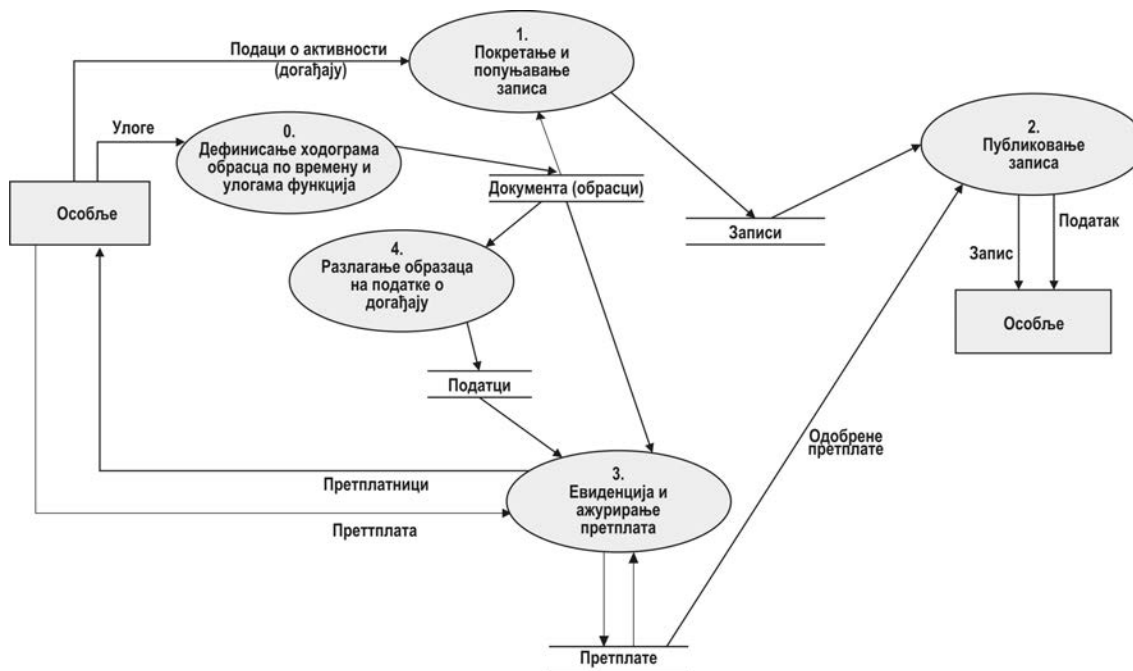 1.
Покретање и
попуњавање
записа
Подаци о активности
(догађају)
Улоге
0.
Дефинисање ходограма
обрасца по времену и
улогама функција
2.
Публиковање
записа
Документа (обрасци)
Особље
Записи
Податак
Запис
4.
Разлагање образаца
на податке о
догађају
Особље
Податци
Одобрене
претплате
3.
Евиденција и
ажурирање
претплата
Претплатници
Преттплата
Претплате